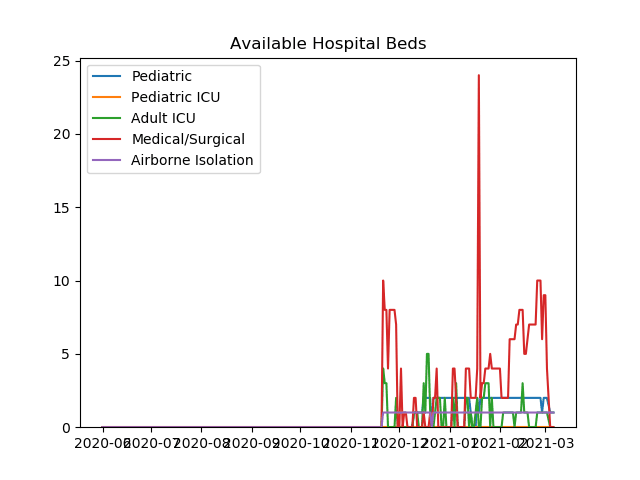 Available Hospital Beds
25
20
15
10
5
0
Pediatric
Pediatric ICU
Adult ICU
Medical/Surgical
Airborne Isolation
2020-06 2020-07 2020-08 2020-09 2020-10 2020-11 2020-12 2021-01 2021-02 2021-03